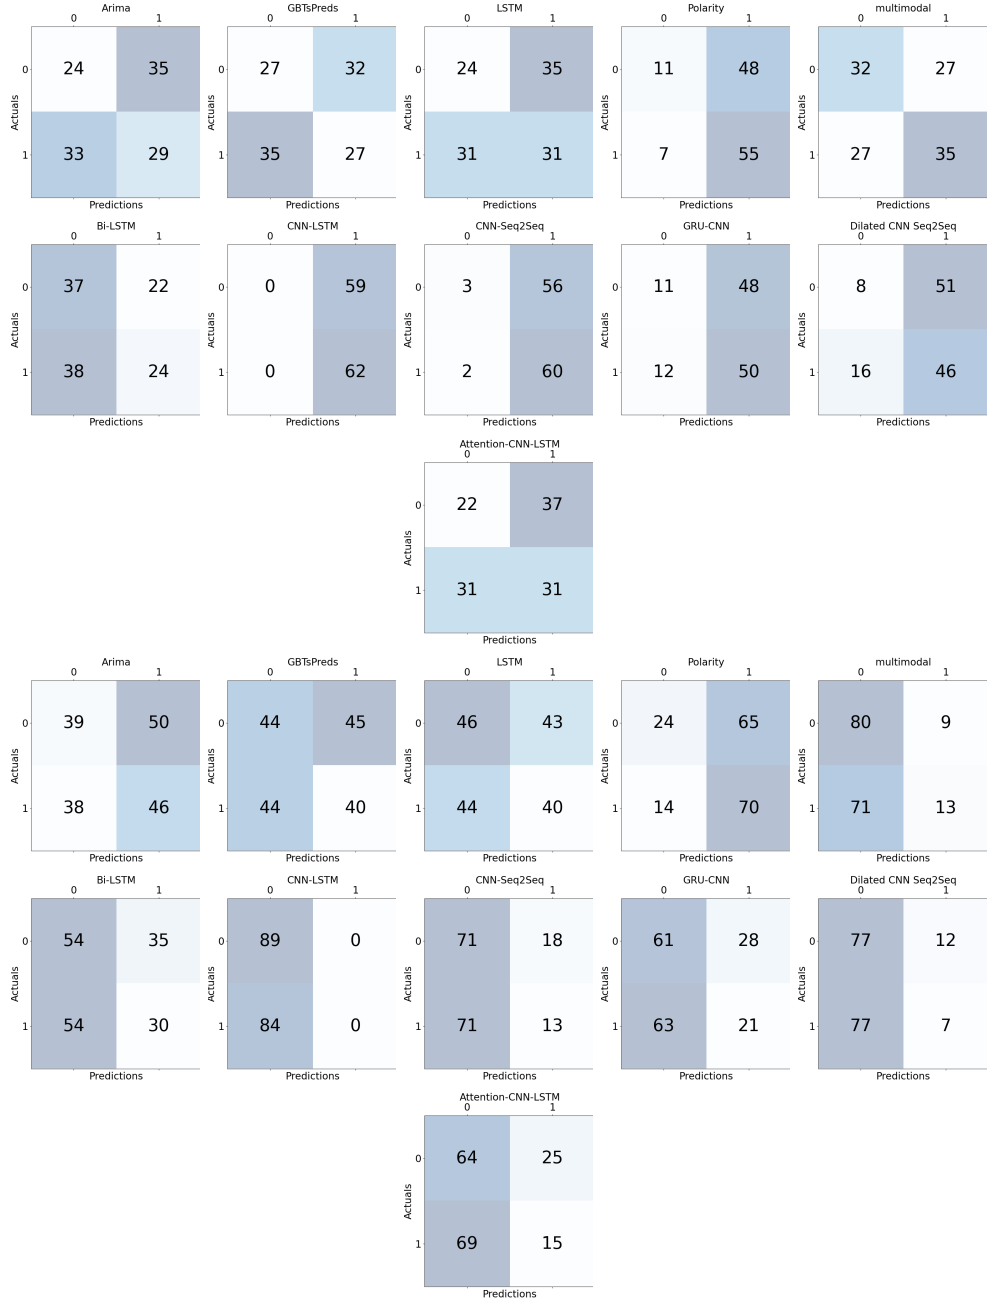 Arima GBTsPreds LSTM Polarity multimodal
0 1 0 1 0 1 0 1 0 1
0 24 35 0 27 32 0 24 35 0 11 48 0 32 27
Actuals Actuals Actuals Actuals Actuals
1 33 29 1 35 27 1 31 31 1 7 55 1 27 35
Predictions Predictions Predictions Predictions Predictions
Bi-LSTM CNN-LSTM CNN-Seq2Seq GRU-CNN Dilated CNN Seq2Seq
0 1 0 1 0 1 0 1 0 1
0 37 22 0 0 59 0 3 56 0 11 48 0 8 51
Actuals Actuals Actuals Actuals Actuals
1 38 24 1 0 62 1 2 60 1 12 50 1 16 46
Predictions Predictions Predictions Predictions Predictions
Attention-CNN-LSTM
0 1
0 22 37
Actuals
1 31 31
Predictions
Arima GBTsPreds LSTM Polarity multimodal
0 1 0 1 0 1 0 1 0 1
0 39 50 0 44 45 0 46 43 0 24 65 0 80 9
Actuals Actuals Actuals Actuals Actuals
1 38 46 1 44 40 1 44 40 1 14 70 1 71 13
Predictions Predictions Predictions Predictions Predictions
Bi-LSTM CNN-LSTM CNN-Seq2Seq GRU-CNN Dilated CNN Seq2Seq
0 1 0 1 0 1 0 1 0 1
0 54 35 0 89 0 0 71 18 0 61 28 0 77 12
Actuals Actuals Actuals Actuals Actuals
1 54 30 1 84 0 1 71 13 1 63 21 1 77 7
Predictions Predictions Predictions Predictions Predictions
Attention-CNN-LSTM
0 1
0 64 25
Actuals
1 69 15
Predictions